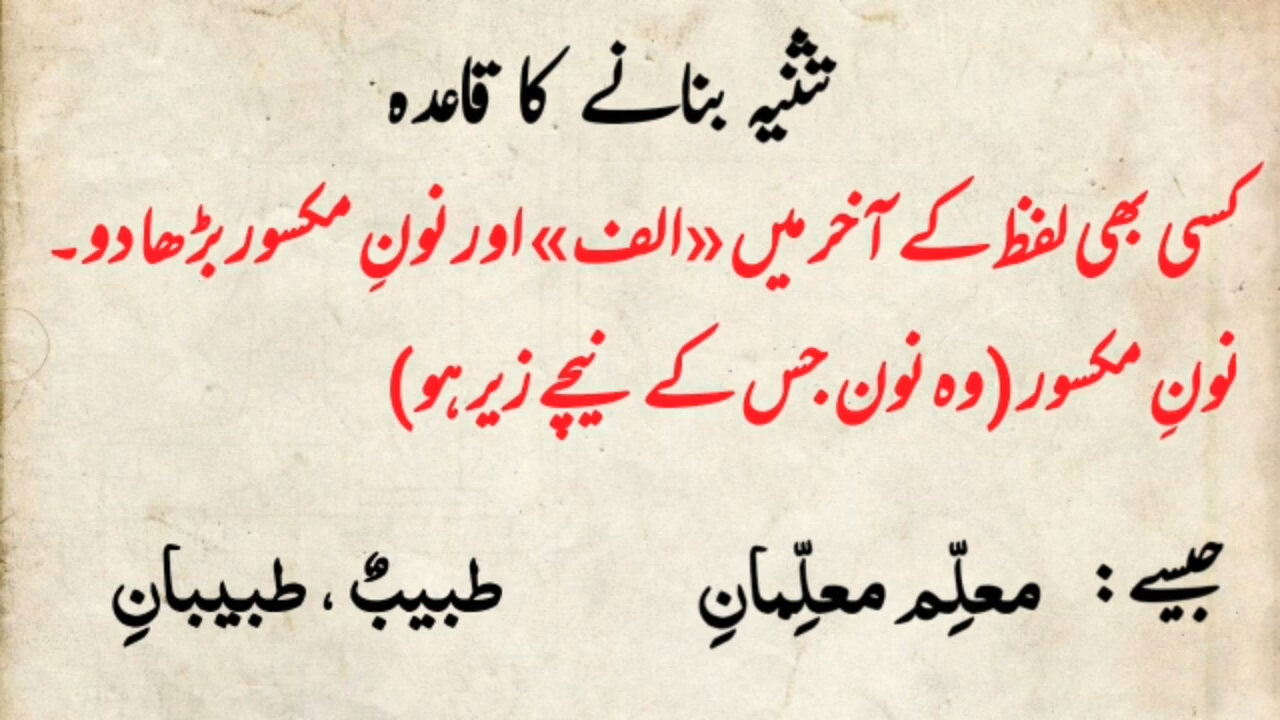 تثنیہ بنانے کا قاعدہ
کسی بھی لفظ کے آخر میں «الف» اور نونِ مکسور بڑھا دو۔
نونِ مکسور (وہ نون جس کے نیچے زیر ہو)
جیسے : معلِّم معلِّمانِ طبیبٌ ، طبیبانِ